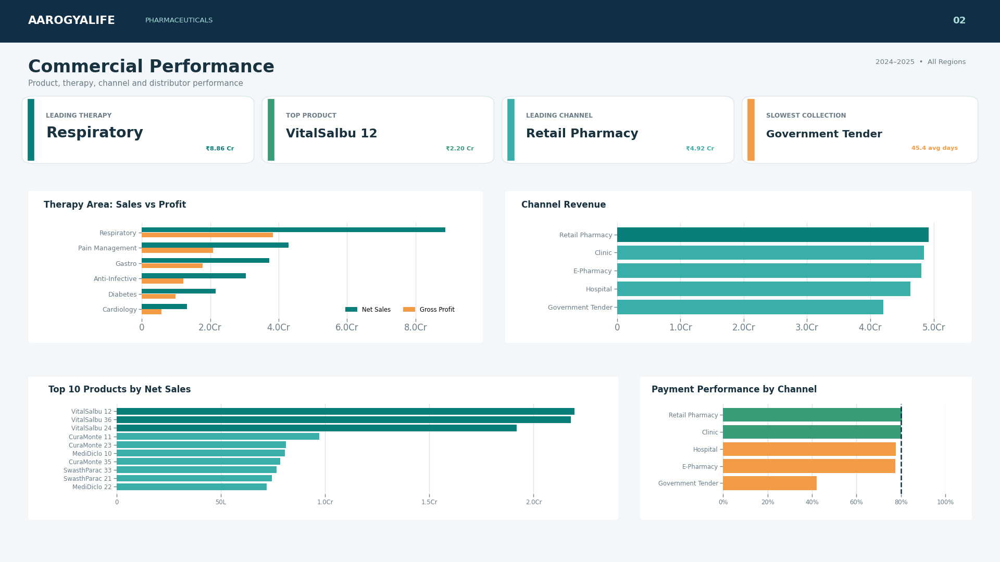 AAROGYALIFE PHARMACEUTICALS 02
Commercial Performance
2024–2025 • All Regions
Product, therapy, channel and distributor performance
LEADING THERAPY
Respiratory
₹8.86 Cr
TOP PRODUCT
VitalSalbu 12
₹2.20 Cr
LEADING CHANNEL
Retail Pharmacy
₹4.92 Cr
SLOWEST COLLECTION
Government Tender
45.4 avg days
Therapy Area: Sales vs Profit
Respiratory
Pain Management
Gastro
Anti-Infective
Diabetes
Cardiology
Net Sales Gross Profit
0 2.0Cr 4.0Cr 6.0Cr 8.0Cr
Channel Revenue
Retail Pharmacy
Clinic
E-Pharmacy
Hospital
Government Tender
0 1.0Cr 2.0Cr 3.0Cr 4.0Cr 5.0Cr
Top 10 Products by Net Sales
VitalSalbu 12
VitalSalbu 36
VitalSalbu 24
CuraMonte 11
CuraMonte 23
MediDiclo 10
CuraMonte 35
SwasthParac 33
SwasthParac 21
MediDiclo 22
0 50L 1.0Cr 1.5Cr 2.0Cr
Payment Performance by Channel
Retail Pharmacy
Clinic
Hospital
E-Pharmacy
Government Tender
0% 20% 40% 60% 80% 100%